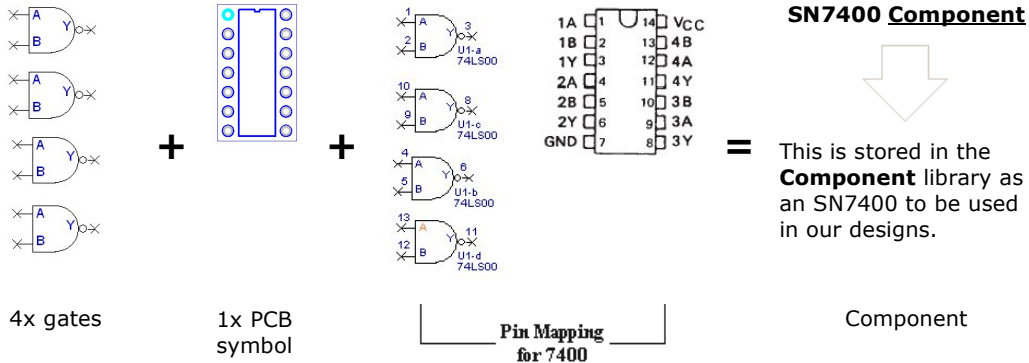 A
B
Y
A
B
Y
A
B
Y
A
B
Y
4x gates
+
1x PCB
symbol
+
1
A
Y
3
2
B
U1-a
74LS00
10
A
Y
8
9
B
U1-c
74LS00
4
A
Y
6
5
B
U1-b
74LS00
13
A
Y
11
12
B
U1-d
74LS00
1A 1 14 VCC
1B 2 13 4B
1Y 3 12 4A
2A 4 11 4Y
2B 5 10 3B
2Y 6 9 3A
GND 7 8 3Y
Pin Mapping
for 7400
=
SN7400 Component
This is stored in the
Component library as
an SN7400 to be used
in our designs.
Component